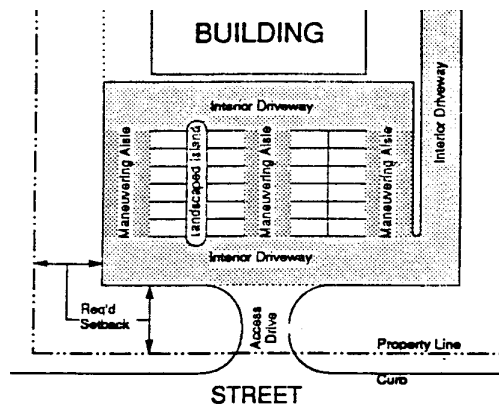 BUILDING
Interior Driveway
Interior Driveway
Maneuvering Aisle
Landscaped Island
Maneuvering Aisle
Maneuvering Aisle
Interior Driveway
Req'd
Setback
Access
Drive
Property Line
Curb
STREET